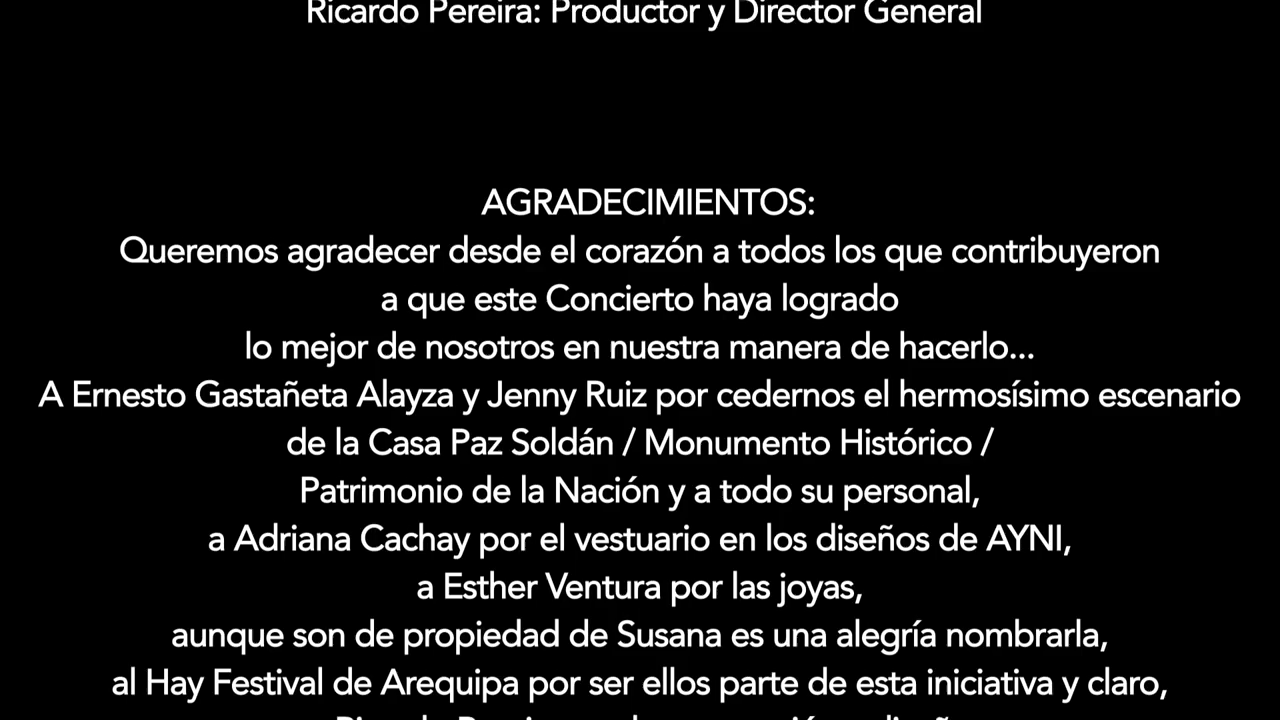 Ricardo Pereira: Productor y Director General
AGRADECIMIENTOS:
Queremos agradecer desde el corazón a todos los que contribuyeron
a que este Concierto haya logrado
lo mejor de nosotros en nuestra manera de hacerlo...
A Ernesto Gastañeta Alayza y Jenny Ruiz por cedernos el hermosísimo escenario
de la Casa Paz Soldán / Monumento Histórico /
Patrimonio de la Nación y a todo su personal,
a Adriana Cachay por el vestuario en los diseños de AYNI,
a Esther Ventura por las joyas,
aunque son de propiedad de Susana es una alegría nombrarla,
al Hay Festival de Arequipa por ser ellos parte de esta iniciativa y claro,